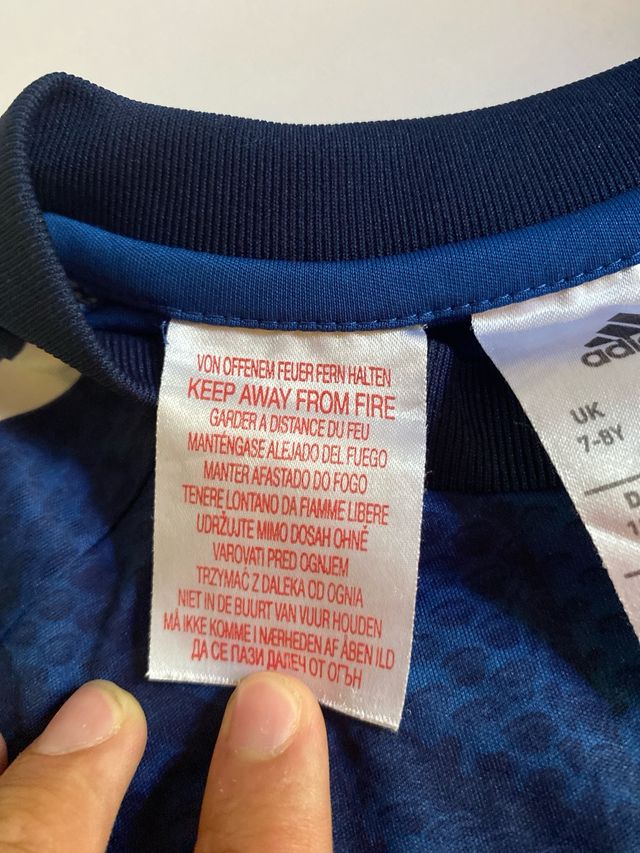 VON OFFENEM FEUER FERN HALTEN
KEEP AWAY FROM FIRE
GARDER A DISTANCE DU FEU
MANTÉNGASE ALEJADO DEL FUEGO
MANTER AFASTADO DO FOGO
TENERE LONTANO DA FIAMME LIBERE
UDRŽUJTE MIMO DOSAH OHNĚ
VAROVATI PRED OGNJEM
TRZYMAĆ Z DALEKA OD OGNIA
NIET IN DE BUURT VAN VUUR HOUDEN
MÅ IKKE KOMME I NÆRHEDEN AF ÅBEN ILD
ДА СЕ ПАЗИ ДАЛЕЧ ОТ ОГЪН
UK
7-8Y